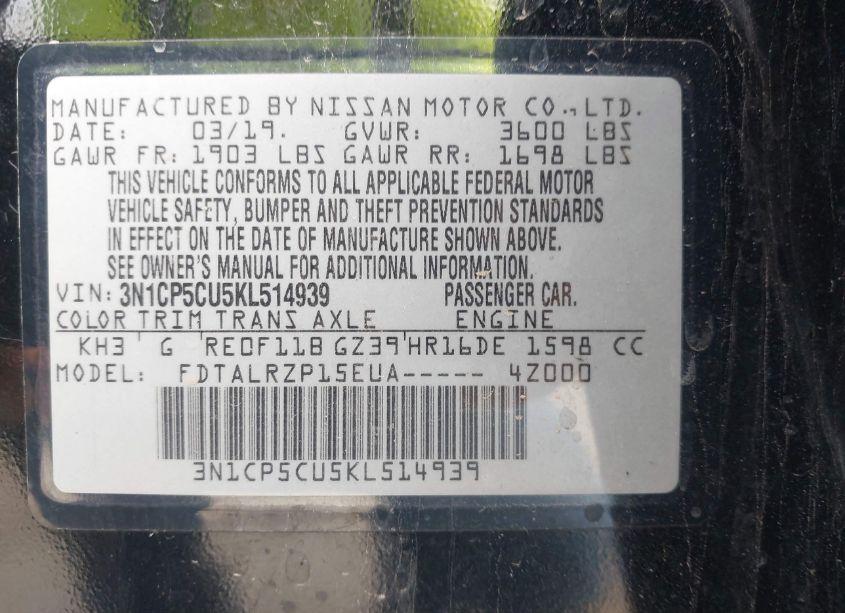 MANUFACTURED BY NISSAN MOTOR CO.,LTD.
DATE: 03/19. GVWR: 3600 LBS
GAWR FR: 1903 LBS GAWR RR: 1698 LBS
THIS VEHICLE CONFORMS TO ALL APPLICABLE FEDERAL MOTOR
VEHICLE SAFETY, BUMPER AND THEFT PREVENTION STANDARDS
IN EFFECT ON THE DATE OF MANUFACTURE SHOWN ABOVE.
SEE OWNER'S MANUAL FOR ADDITIONAL INFORMATION.
VIN: 3N1CP5CU5KL514939 PASSENGER CAR.
COLOR TRIM TRANS AXLE ENGINE
KH3 G RE0F11B GZ39 HR16DE 1598 CC
MODEL: FDTALRZP15EUA----- 4Z000
3N1CP5CU5KL514939